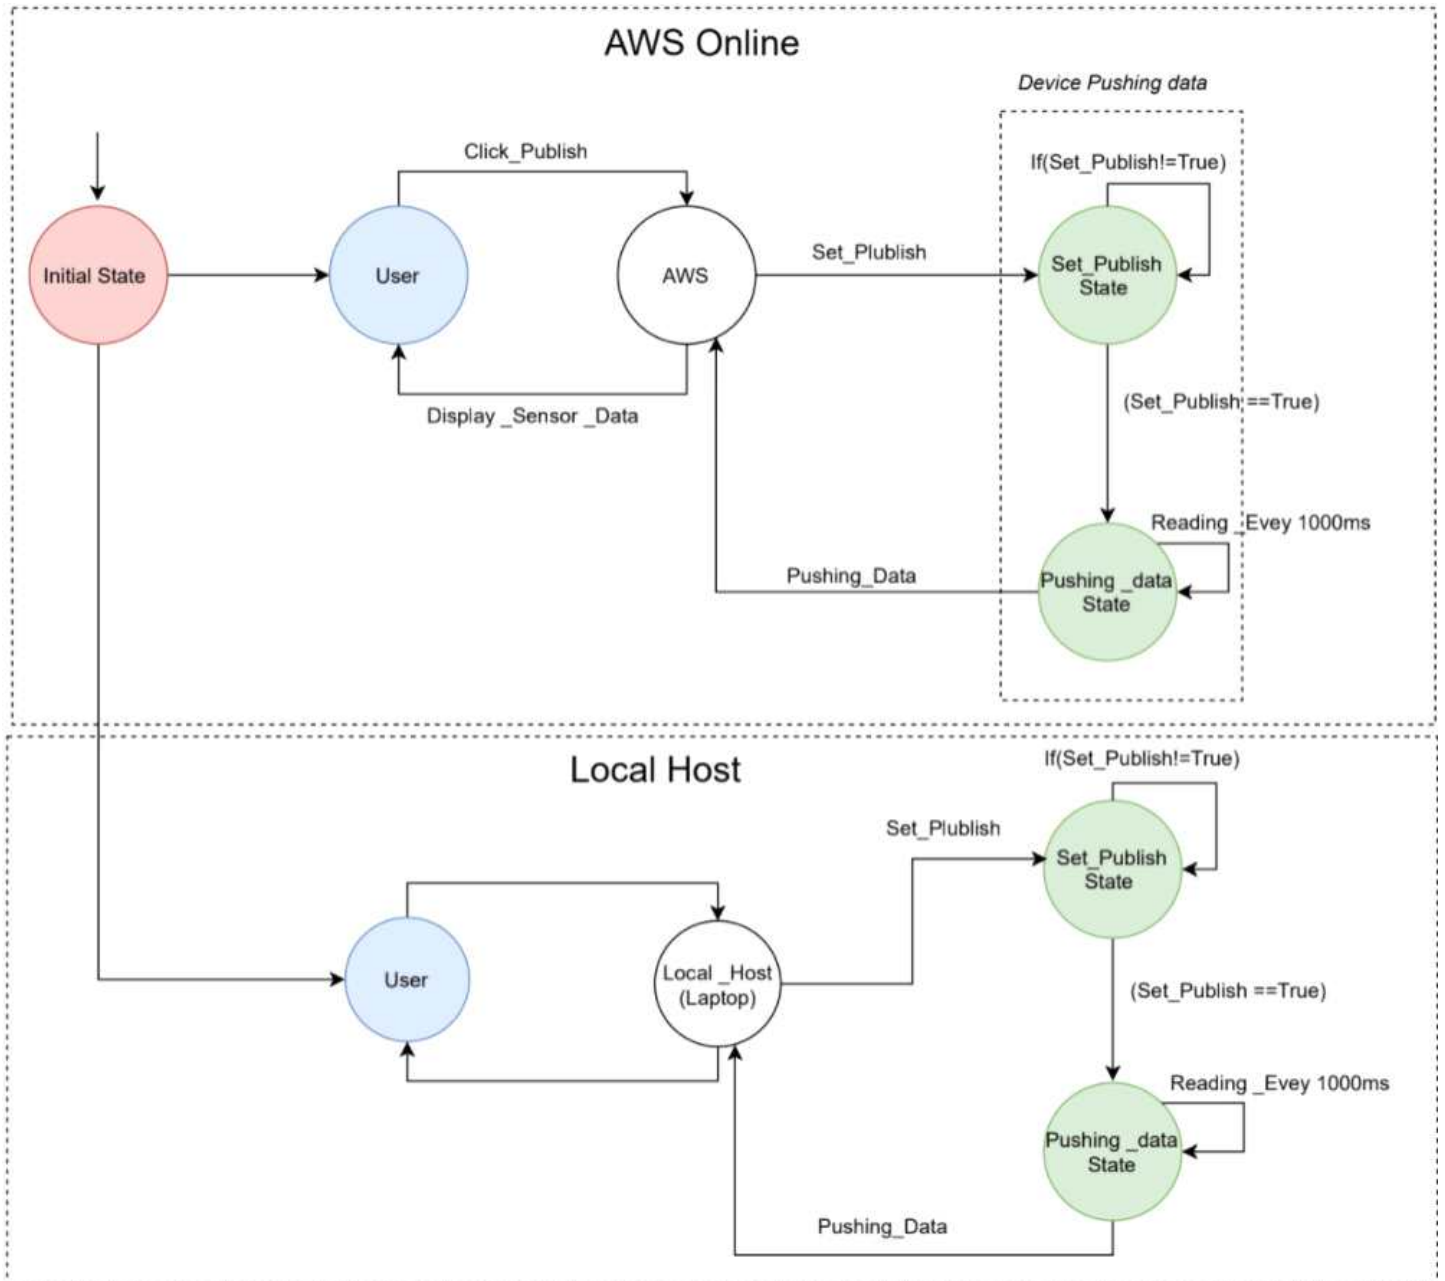 AWS Online
Device Pushing data
Click_Publish
If(Set_Publish!=True)
Set_Plublish
Initial State
User
AWS
Set_Publish
State
Display _Sensor _Data
(Set_Publish ==True)
Reading _Evey 1000ms
Pushing_Data
Pushing _data
State
Local Host
If(Set_Publish!=True)
Set_Plublish
Set_Publish
State
User
Local _Host
(Laptop)
(Set_Publish ==True)
Reading _Evey 1000ms
Pushing _data
State
Pushing_Data